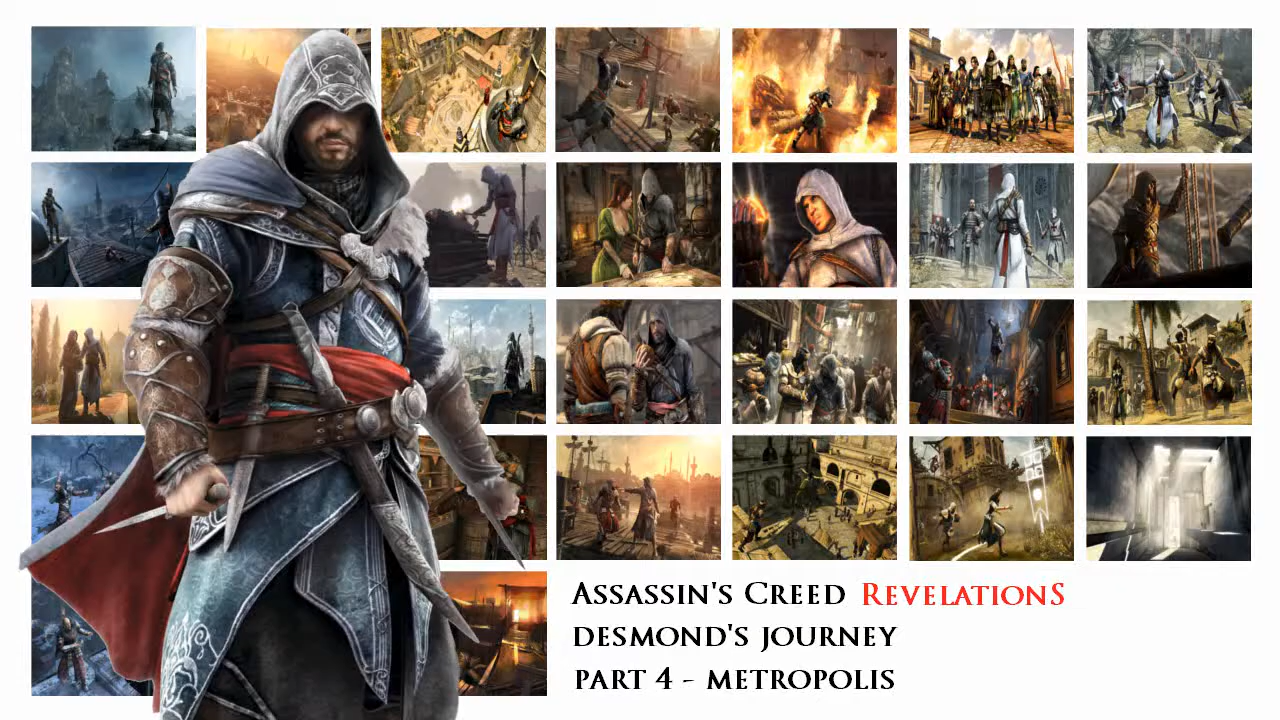 Assassin's Creed RevelationS
Desmond's Journey
Part 4 - Metropolis